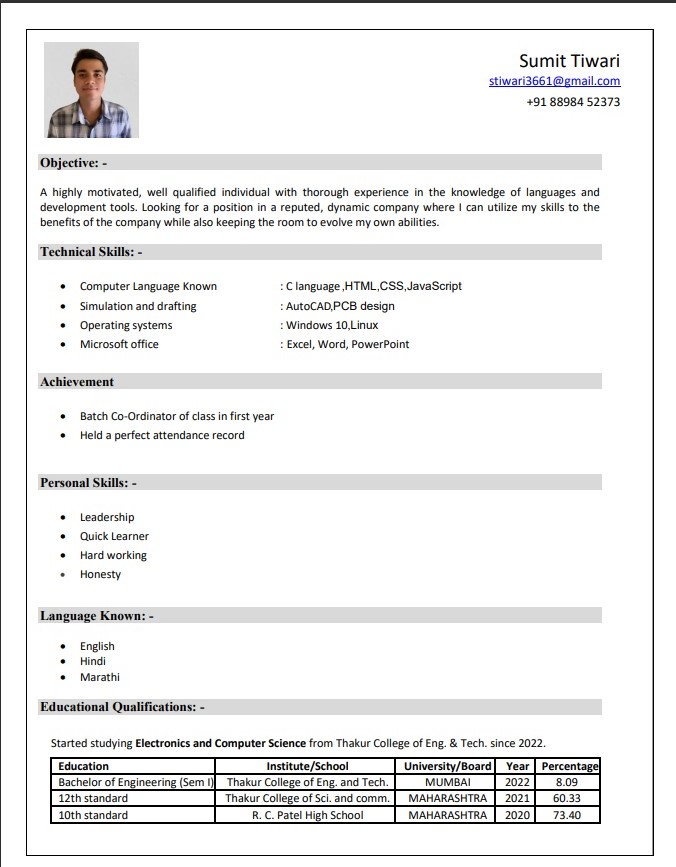 Sumit Tiwari
stiwari3661@gmail.com
+91 88984 52373
Objective: -
A highly motivated, well qualified individual with thorough experience in the knowledge of languages and
development tools. Looking for a position in a reputed, dynamic company where I can utilize my skills to the
benefits of the company while also keeping the room to evolve my own abilities.
Technical Skills: -
• Computer Language Known : C language,HTML,CSS,JavaScript
• Simulation and drafting : AutoCAD,PCB design
• Operating systems : Windows 10,Linux
• Microsoft office : Excel, Word, PowerPoint
Achievement
• Batch Co-Ordinator of class in first year
• Held a perfect attendance record
Personal Skills: -
• Leadership
• Quick Learner
• Hard working
• Honesty
Language Known: -
• English
• Hindi
• Marathi
Educational Qualifications: -
Started studying Electronics and Computer Science from Thakur College of Eng. & Tech. since 2022.
Education Institute/School University/Board Year Percentage
Bachelor of Engineering (Sem I) Thakur College of Eng. and Tech. MUMBAI 2022 8.09
12th standard Thakur College of Sci. and comm. MAHARASHTRA 2021 60.33
10th standard R. C. Patel High School MAHARASHTRA 2020 73.40